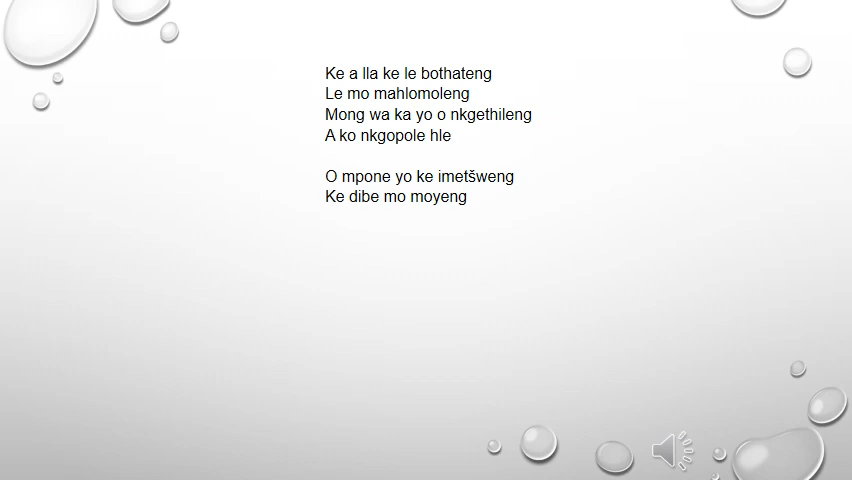 Ke a lla ke le bothateng
Le mo mahlomoleng
Mong wa ka yo o nkgethileng
A ko nkgopole hle
O mpone yo ke imetšweng
Ke dibe mo moyeng